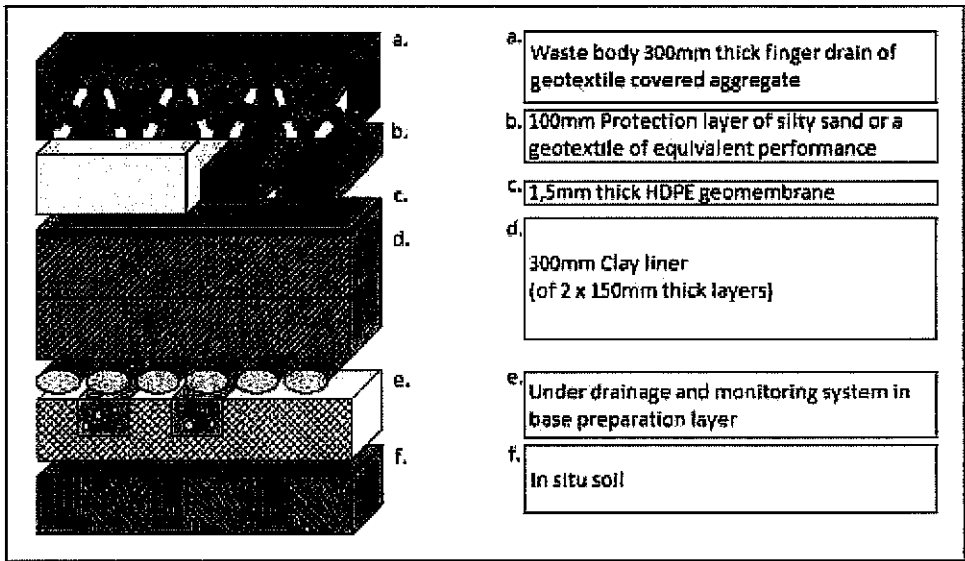 a.
b.
c.
d.
e.
f.
a. Waste body 300mm thick finger drain of
geotextile covered aggregate
b. 100mm Protection layer of silty sand or a
geotextile of equivalent performance
c. 1,5mm thick HDPE geomembrane
d. 300mm Clay liner
(of 2 x 150mm thick layers)
e. Under drainage and monitoring system in
base preparation layer
f. In situ soil